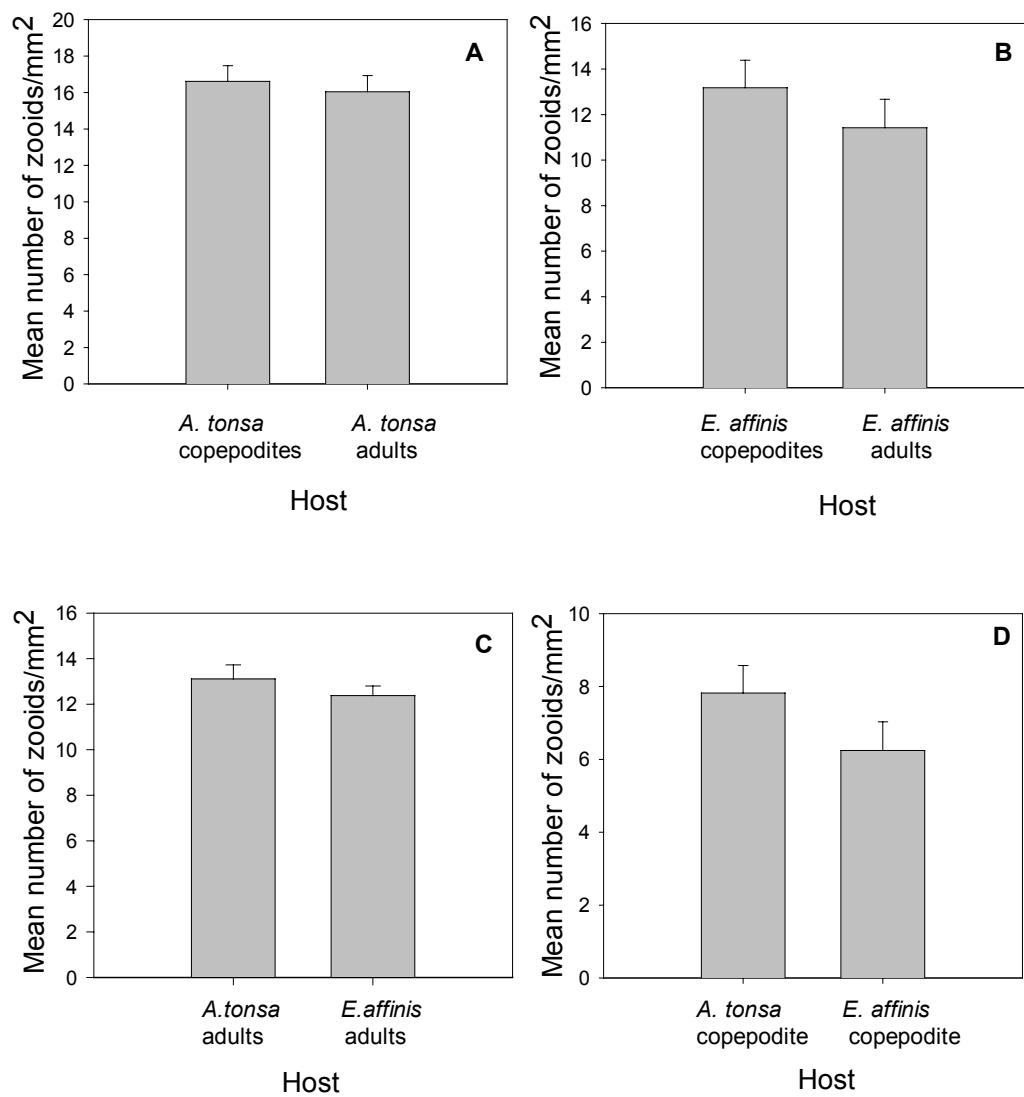 A
Mean number of zooids/mm2
20
18
16
14
12
10
8
6
4
2
0
A. tonsa copepodites
A. tonsa adults
Host
B
Mean number of zooids/mm2
16
14
12
10
8
6
4
2
0
E. affinis copepodites
E. affinis adults
Host
C
Mean number of zooids/mm2
16
14
12
10
8
6
4
2
0
A.tonsa adults
E.affinis adults
Host
D
Mean number of zooids/mm2
10
8
6
4
2
0
A. tonsa copepodite
E. affinis copepodite
Host